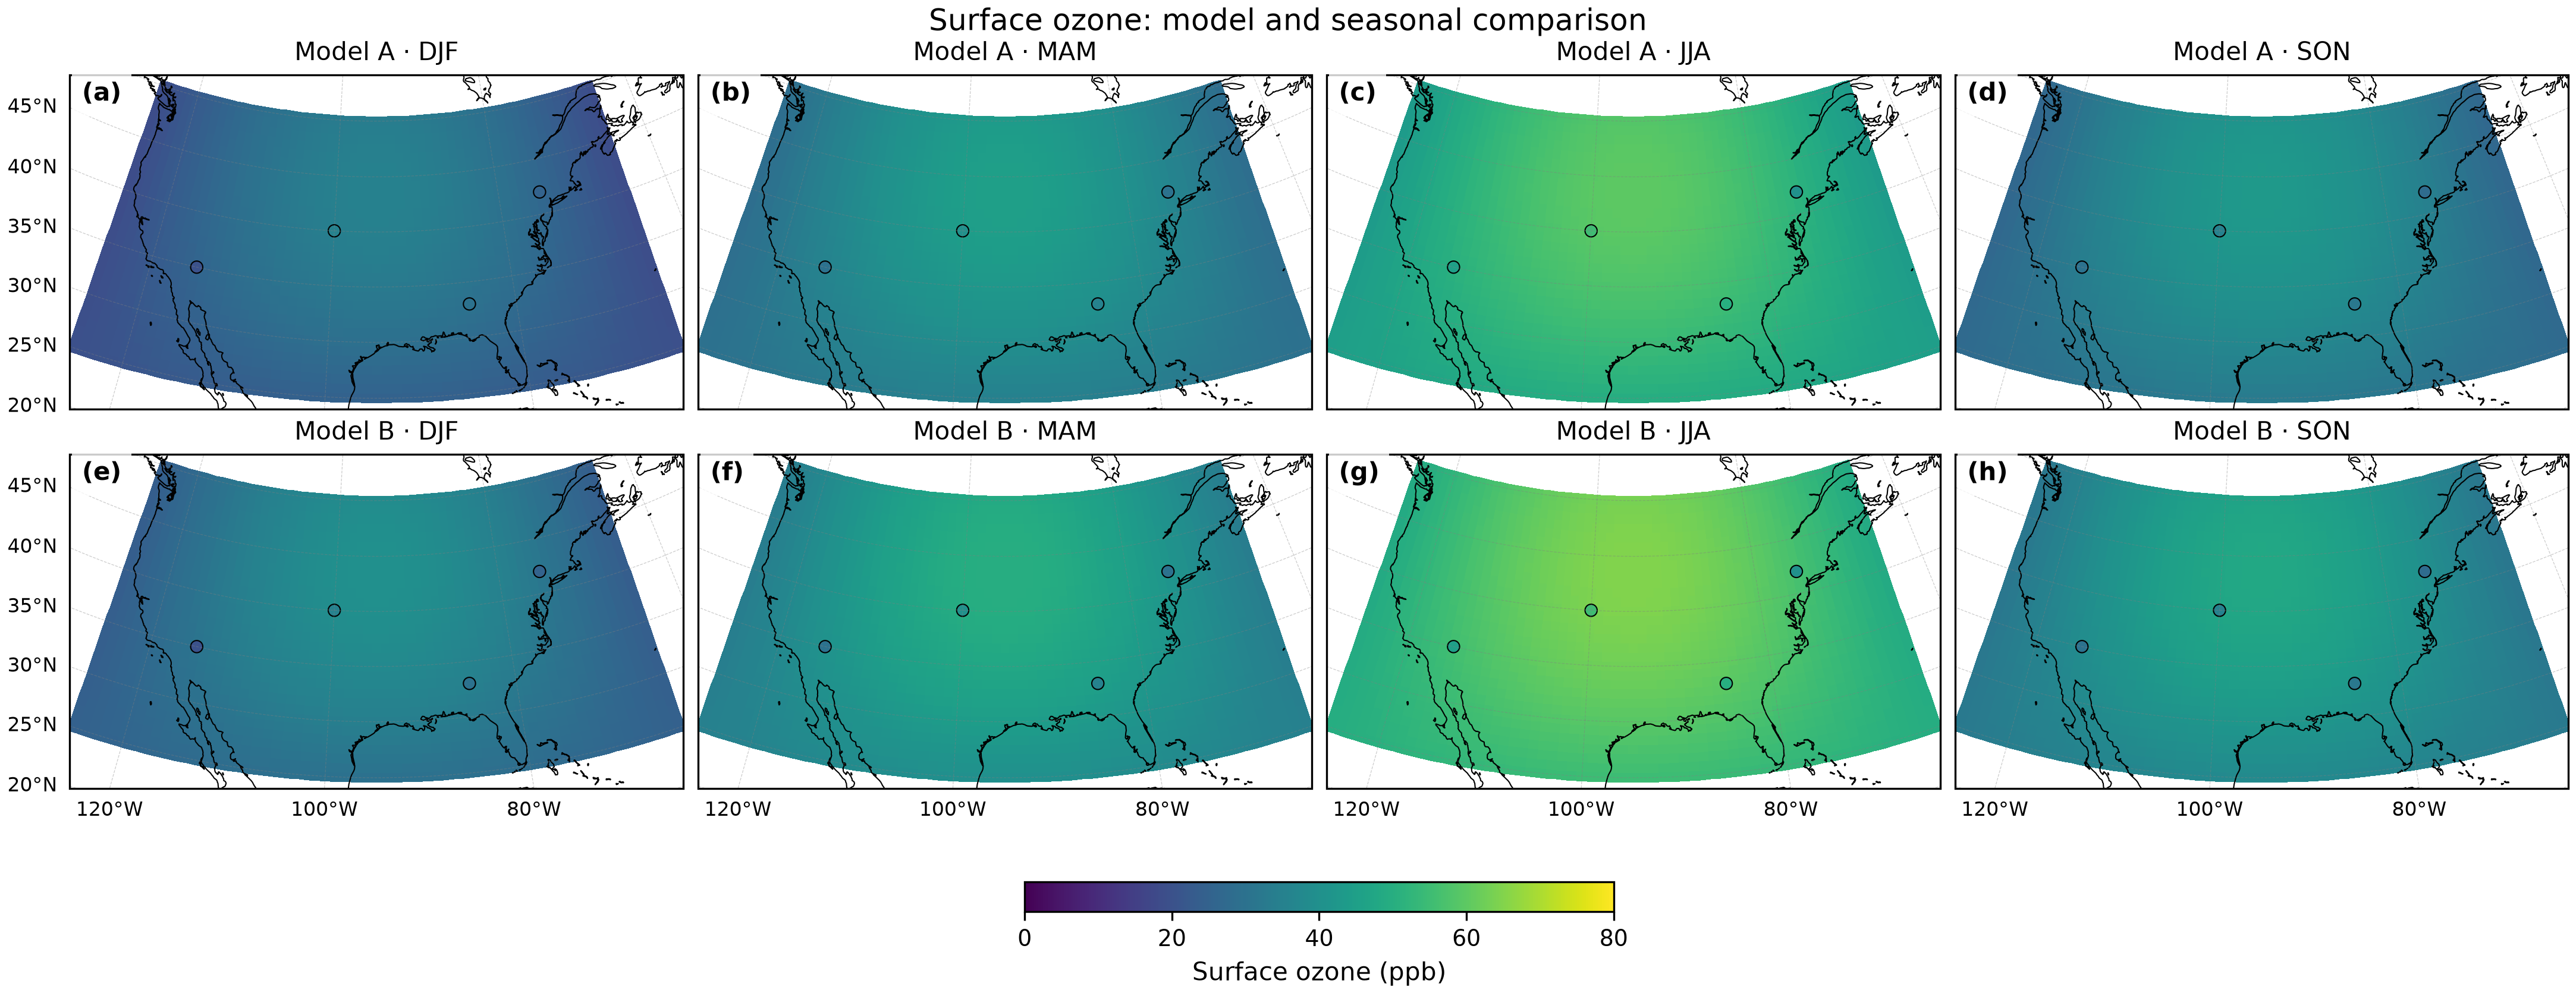 Surface ozone: model and seasonal comparison
Model A · DJF
Model A · MAM
Model A · JJA
Model A · SON
(a)
(b)
(c)
(d)
45°N
40°N
35°N
30°N
25°N
20°N
Model B · DJF
Model B · MAM
Model B · JJA
Model B · SON
(e)
(f)
(g)
(h)
45°N
40°N
35°N
30°N
25°N
20°N
120°W 100°W 80°W
120°W 100°W 80°W
120°W 100°W 80°W
120°W 100°W 80°W
0 20 40 60 80
Surface ozone (ppb)